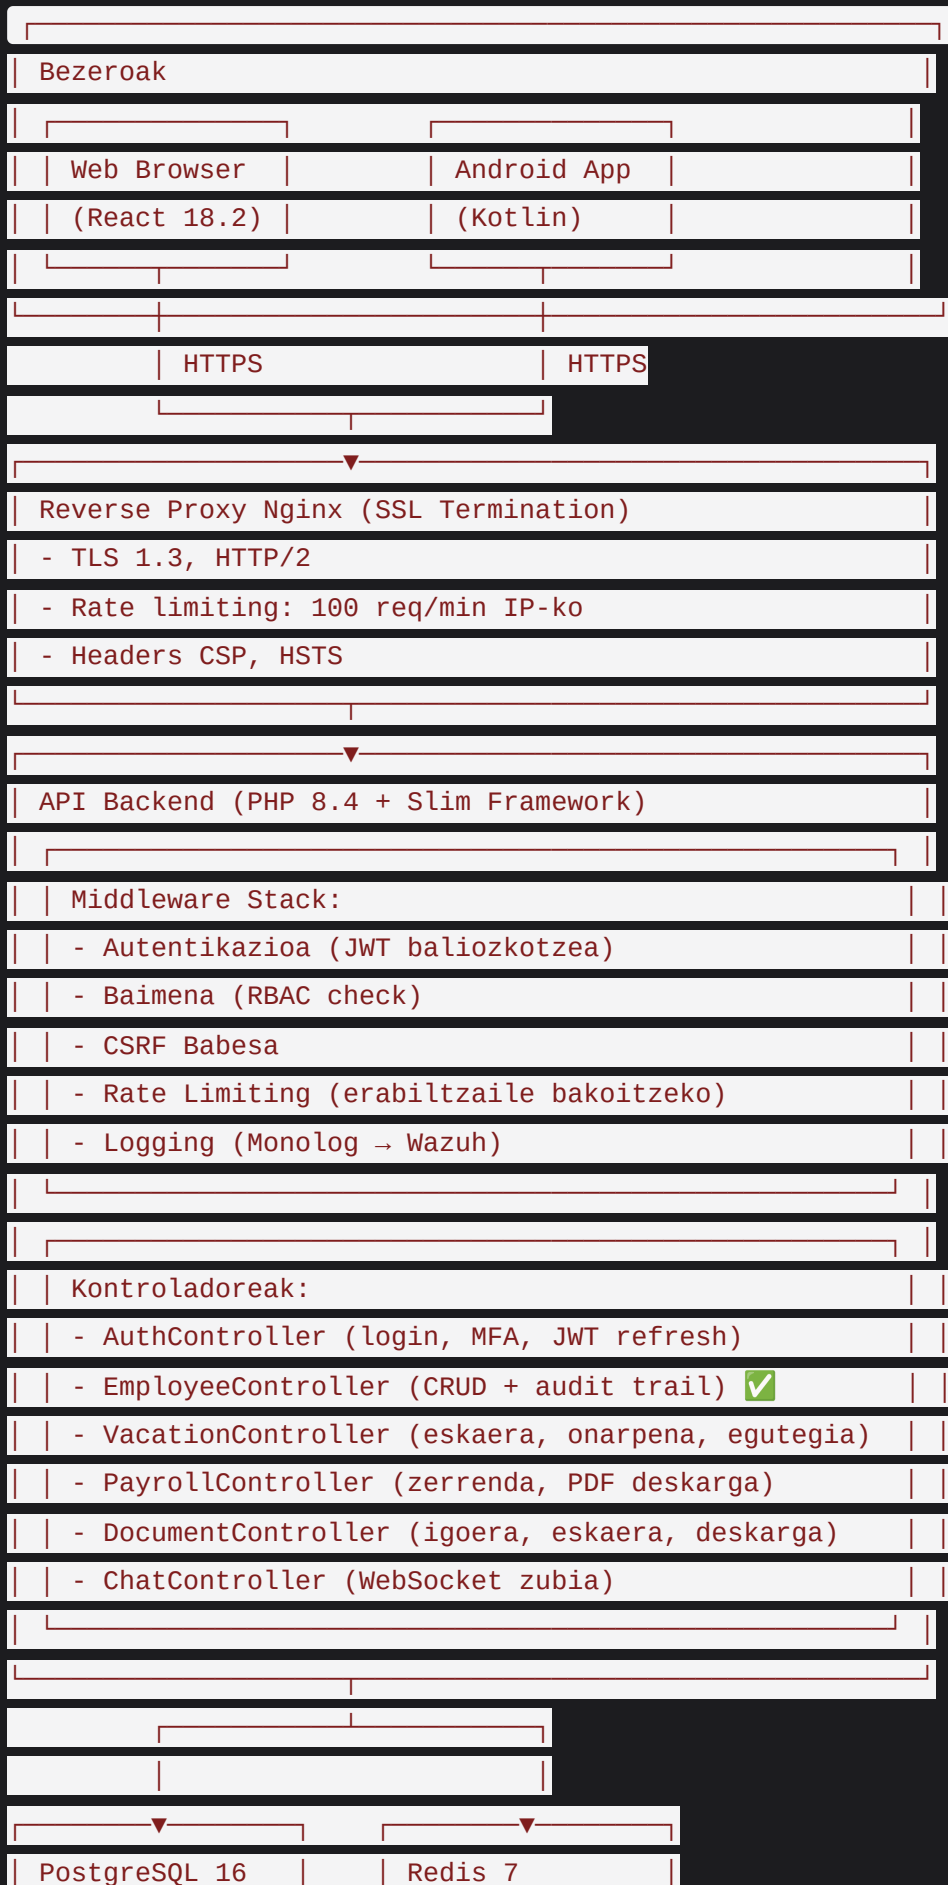 Bezeroak
Web Browser Android App
(React 18.2) (Kotlin)
HTTPS HTTPS
Reverse Proxy Nginx (SSL Termination)
- TLS 1.3, HTTP/2
- Rate limiting: 100 req/min IP-ko
- Headers CSP, HSTS
API Backend (PHP 8.4 + Slim Framework)
Middleware Stack:
- Autentikazioa (JWT baliozkotzea)
- Baimena (RBAC check)
- CSRF Babesa
- Rate Limiting (erabiltzaile bakoitzeko)
- Logging (Monolog → Wazuh)
Kontroladoreak:
- AuthController (login, MFA, JWT refresh)
- EmployeeController (CRUD + audit trail) ✅
- VacationController (eskaera, onarpena, egutegia)
- PayrollController (zerrenda, PDF deskarga)
- DocumentController (igoera, eskaera, deskarga)
- ChatController (WebSocket zubia)
PostgreSQL 16 Redis 7